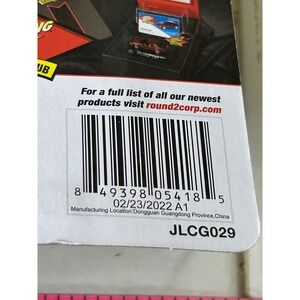 UB
For a full list of all our newest
products visit round2corp.com
8 49398 05418 5
02/23/2022 A1
Manufacturing Location:Dongguan Guangdong Province,China
JLCG029